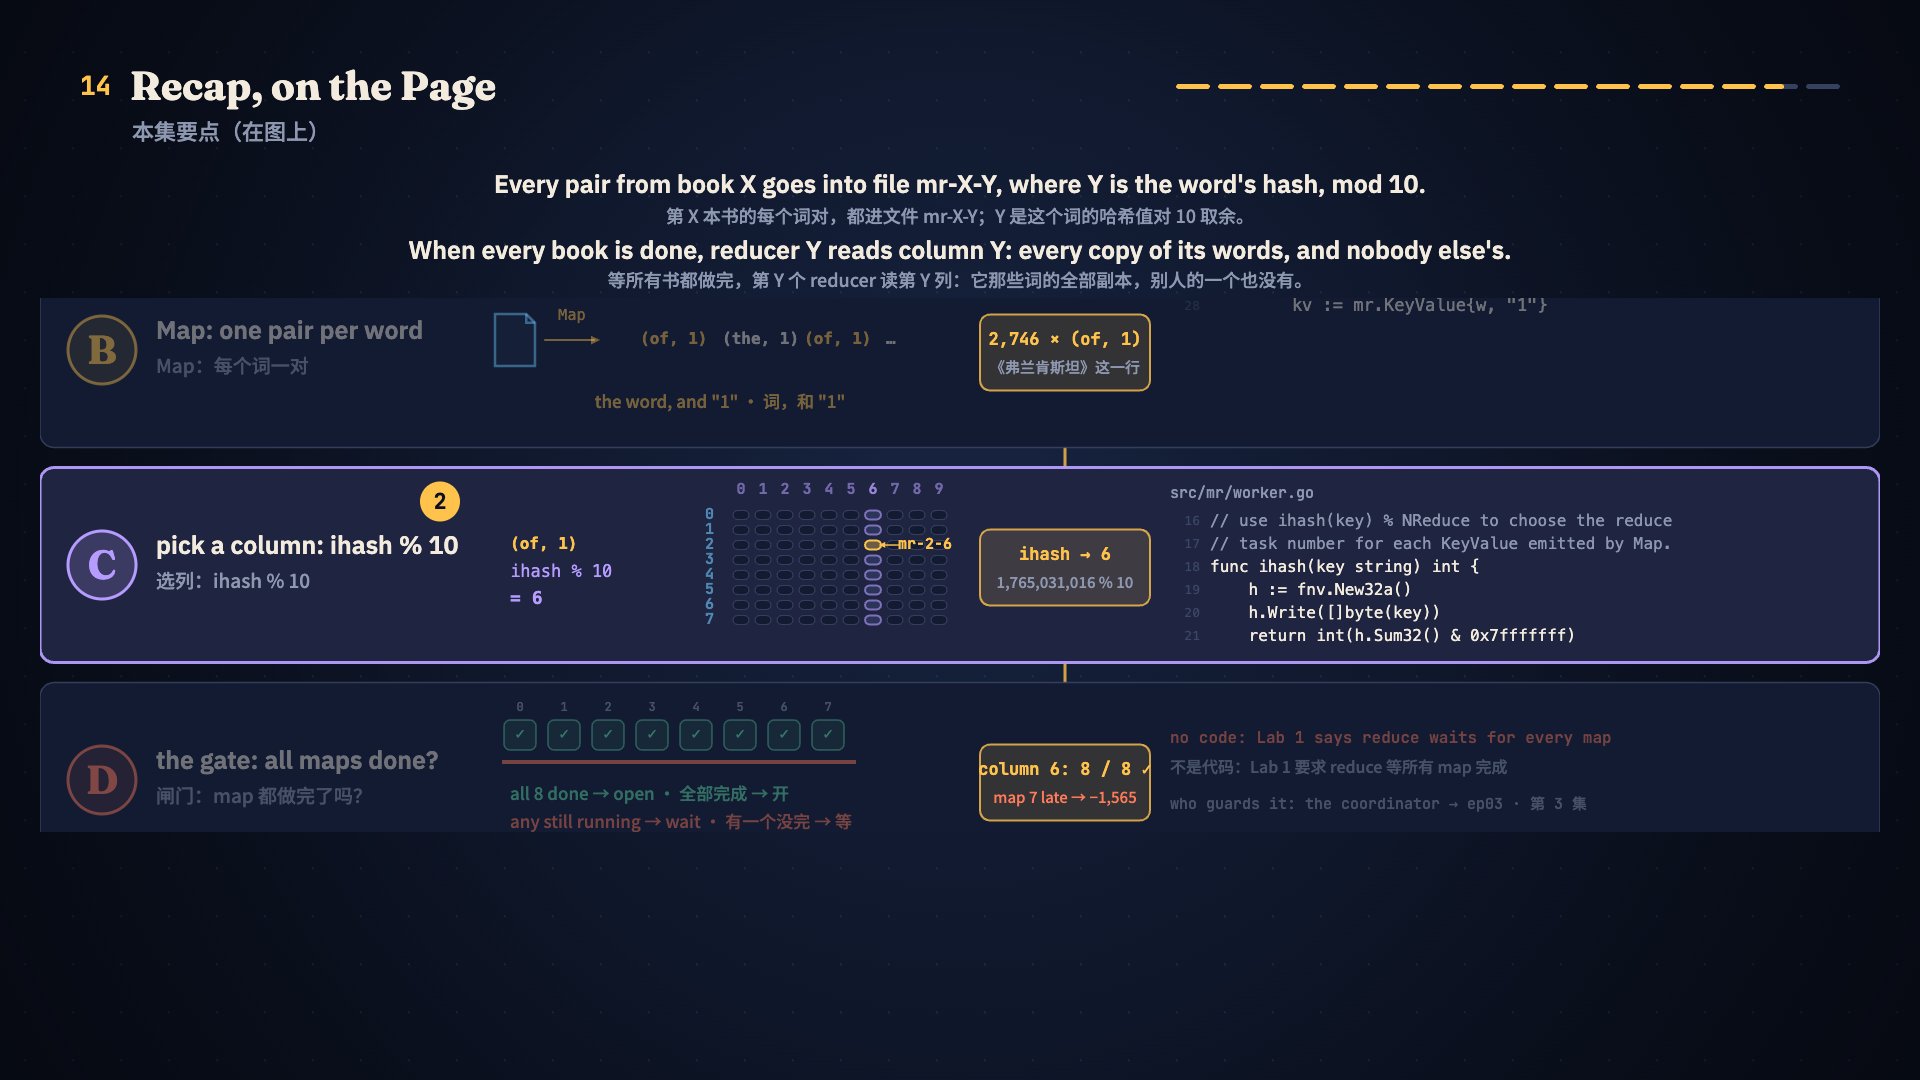 14 Recap, on the Page
本集要点（在图上）
Every pair from book X goes into file mr-X-Y, where Y is the word's hash, mod 10.
第 X 本书的每个词对，都进文件 mr-X-Y；Y 是这个词的哈希值对 10 取余。
When every book is done, reducer Y reads column Y: every copy of its words, and nobody else's.
等所有书都做完，第 Y 个 reducer 读第 Y 列：它那些词的全部副本，别人的一个也没有。
B
Map: one pair per word
Map：每个词一对
Map
(of, 1) (the, 1) (of, 1) …
the word, and "1" · 词，和 "1"
2,746 × (of, 1)
《弗兰肯斯坦》这一行
28 kv := mr.KeyValue{w, "1"}
2
C
pick a column: ihash % 10
选列：ihash % 10
(of, 1)
ihash % 10
= 6
0 1 2 3 4 5 6 7 8 9
0
1
2 mr-2-6
3
4
5
6
7
ihash → 6
1,765,031,016 % 10
src/mr/worker.go
16 // use ihash(key) % NReduce to choose the reduce
17 // task number for each KeyValue emitted by Map.
18 func ihash(key string) int {
19 h := fnv.New32a()
20 h.Write([]byte(key))
21 return int(h.Sum32() & 0x7fffffff)
D
the gate: all maps done?
闸门：map 都做完了吗？
0 1 2 3 4 5 6 7
✓ ✓ ✓ ✓ ✓ ✓ ✓ ✓
all 8 done → open · 全部完成 → 开
any still running → wait · 有一个没完 → 等
column 6: 8 / 8 ✓
map 7 late → −1,565
no code: Lab 1 says reduce waits for every map
不是代码：Lab 1 要求 reduce 等所有 map 完成
who guards it: the coordinator → ep03 · 第 3 集